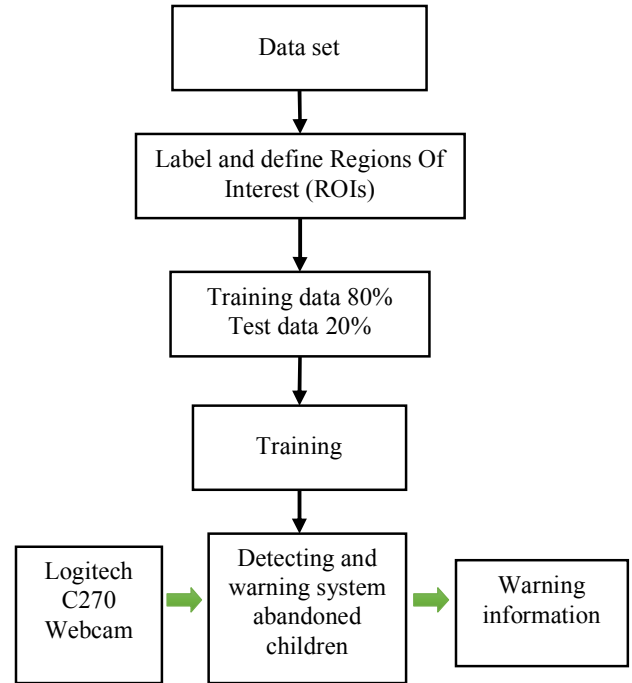 Data set
Label and define Regions Of
Interest (ROIs)
Training data 80%
Test data 20%
Training
Logitech
C270
Webcam
Detecting and
warning system
abandoned
children
Warning
information